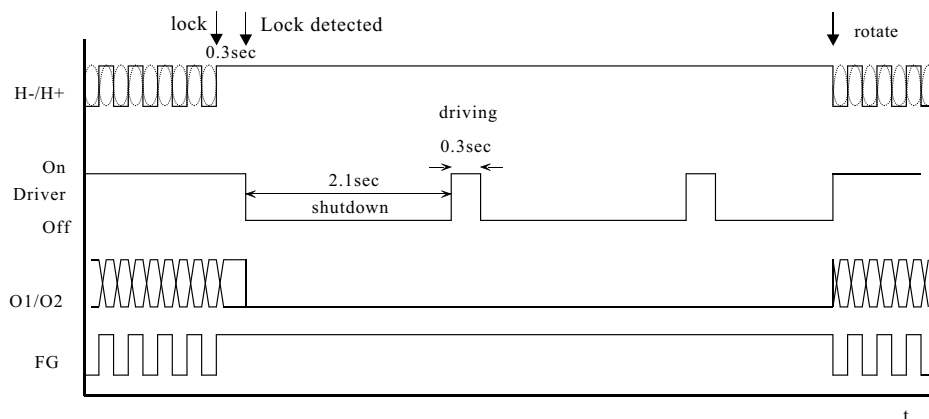 lock
Lock detected
rotate
0.3sec
H-/H+
driving
0.3sec
On
Driver
Off
2.1sec
shutdown
O1/O2
FG
t